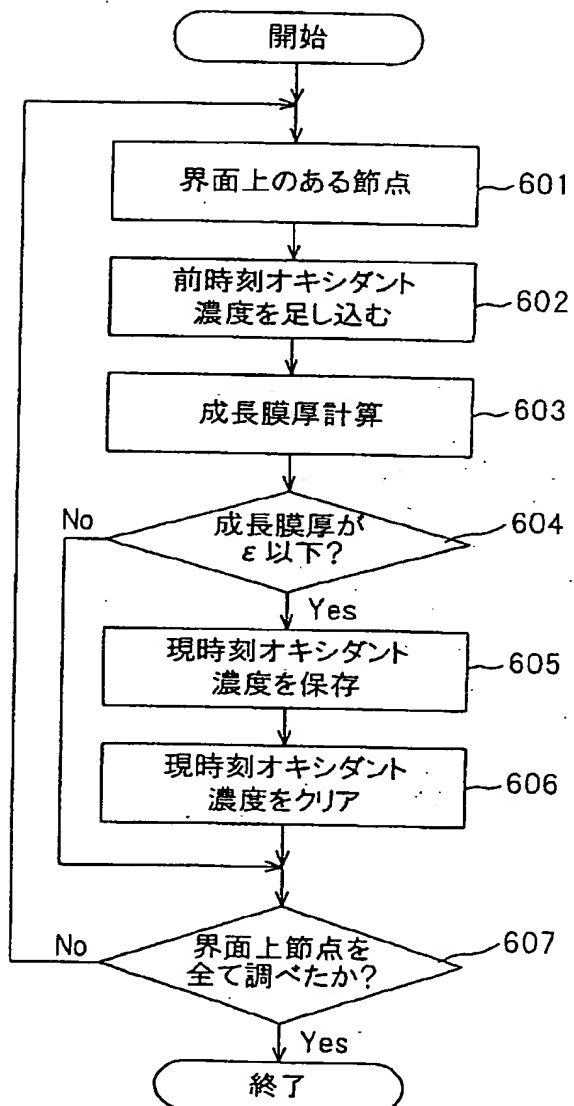 開始
界面上のある節点
601
前時刻オキシダント
濃度を足し込む
602
成長膜厚計算
603
No
成長膜厚が
ε以下?
604
Yes
現時刻オキシダント
濃度を保存
605
現時刻オキシダント
濃度をクリア
606
No
界面上節点を
全て調べたか?
607
Yes
終了